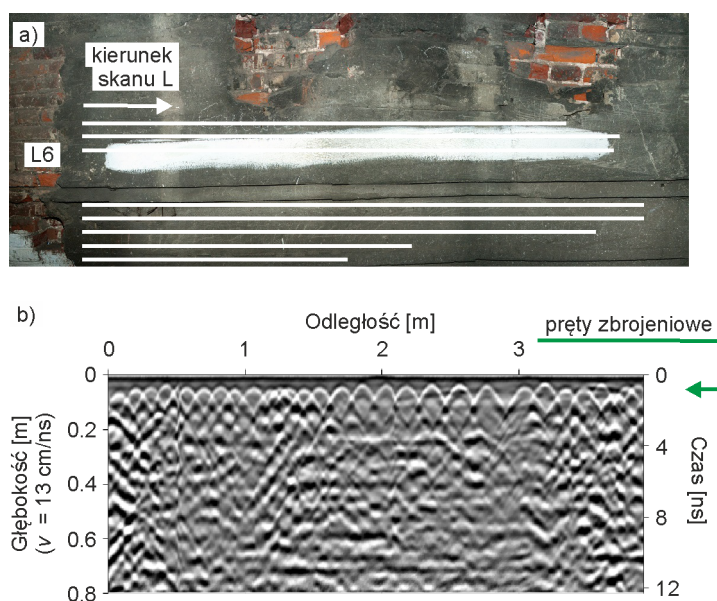 a)
kierunek
skanu L
L6
b)
Odległość [m]
pręty zbrojeniowe
0 1 2 3
0 0
0.2 4
0.4
0.6 8
0.8 12
Głębokość [m]
(v = 13 cm/ns)
Czas [ns]